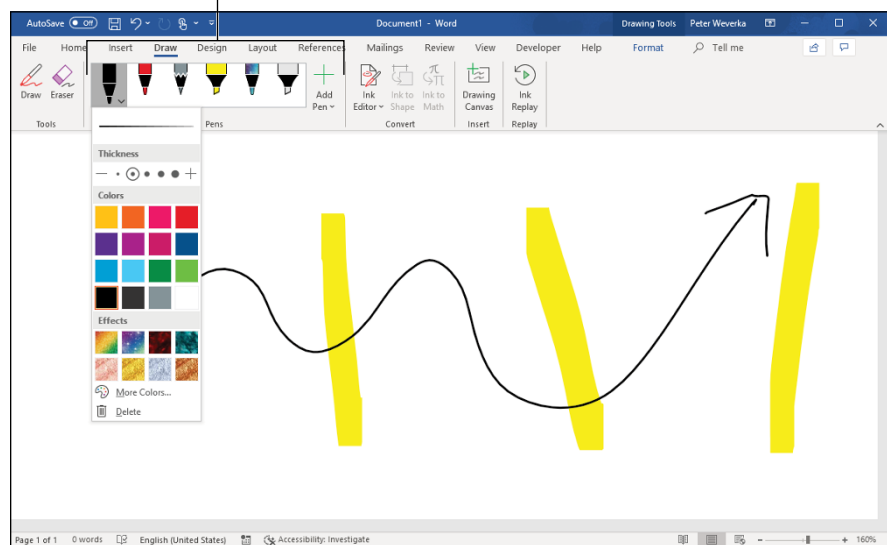 AutoSave Off Document1 - Word Drawing Tools Peter Weverka
File Home Insert Draw Design Layout References Mailings Review View Developer Help Format Tell me
Draw Eraser Add Pen Ink Editor Ink to Shape Ink to Math Drawing Canvas Ink Replay
Tools Pens Convert Insert Replay
Thickness
Colors
Effects
More Colors...
Delete
Page 1 of 1 0 words English (United States) Accessibility: Investigate 160%